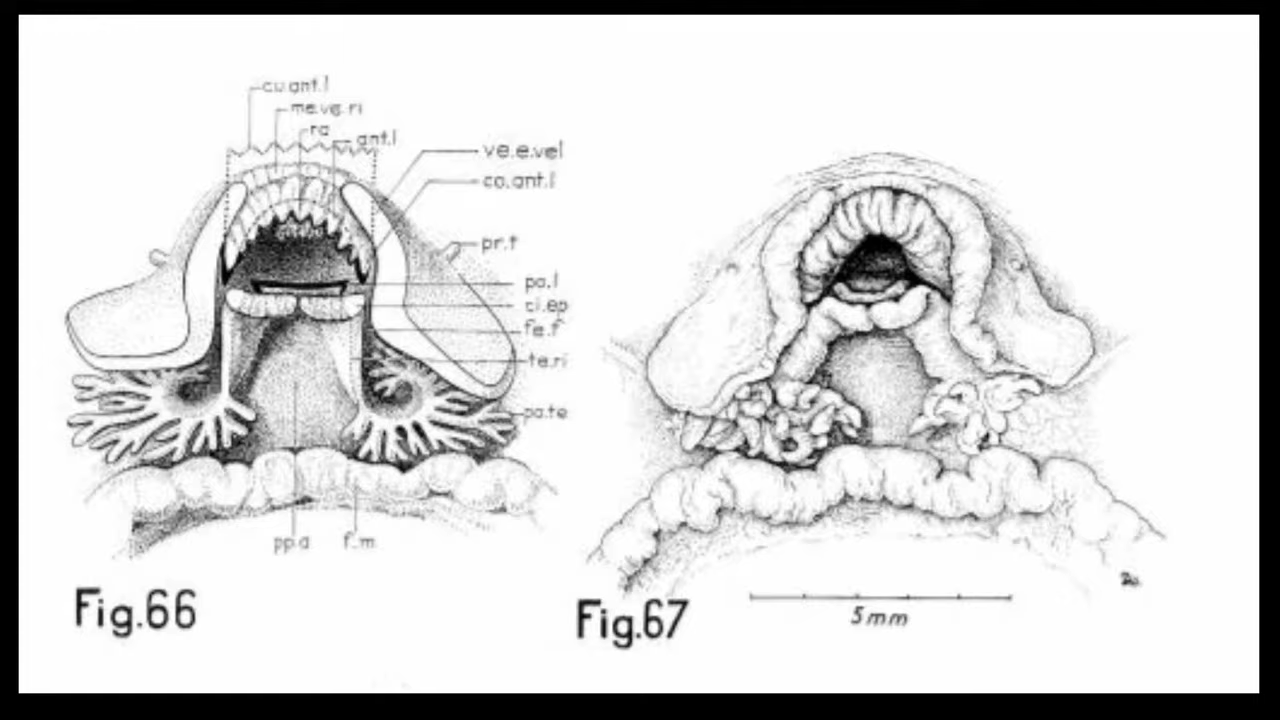 cu.ant.l
me.ve.ri
ra
ant.l
ve.e.vel
co.ant.l
pr.t
po.l
ci.ep
fe.f
te.ri
pa.te
pp.a
f.m
Fig.66
Fig.67
5mm